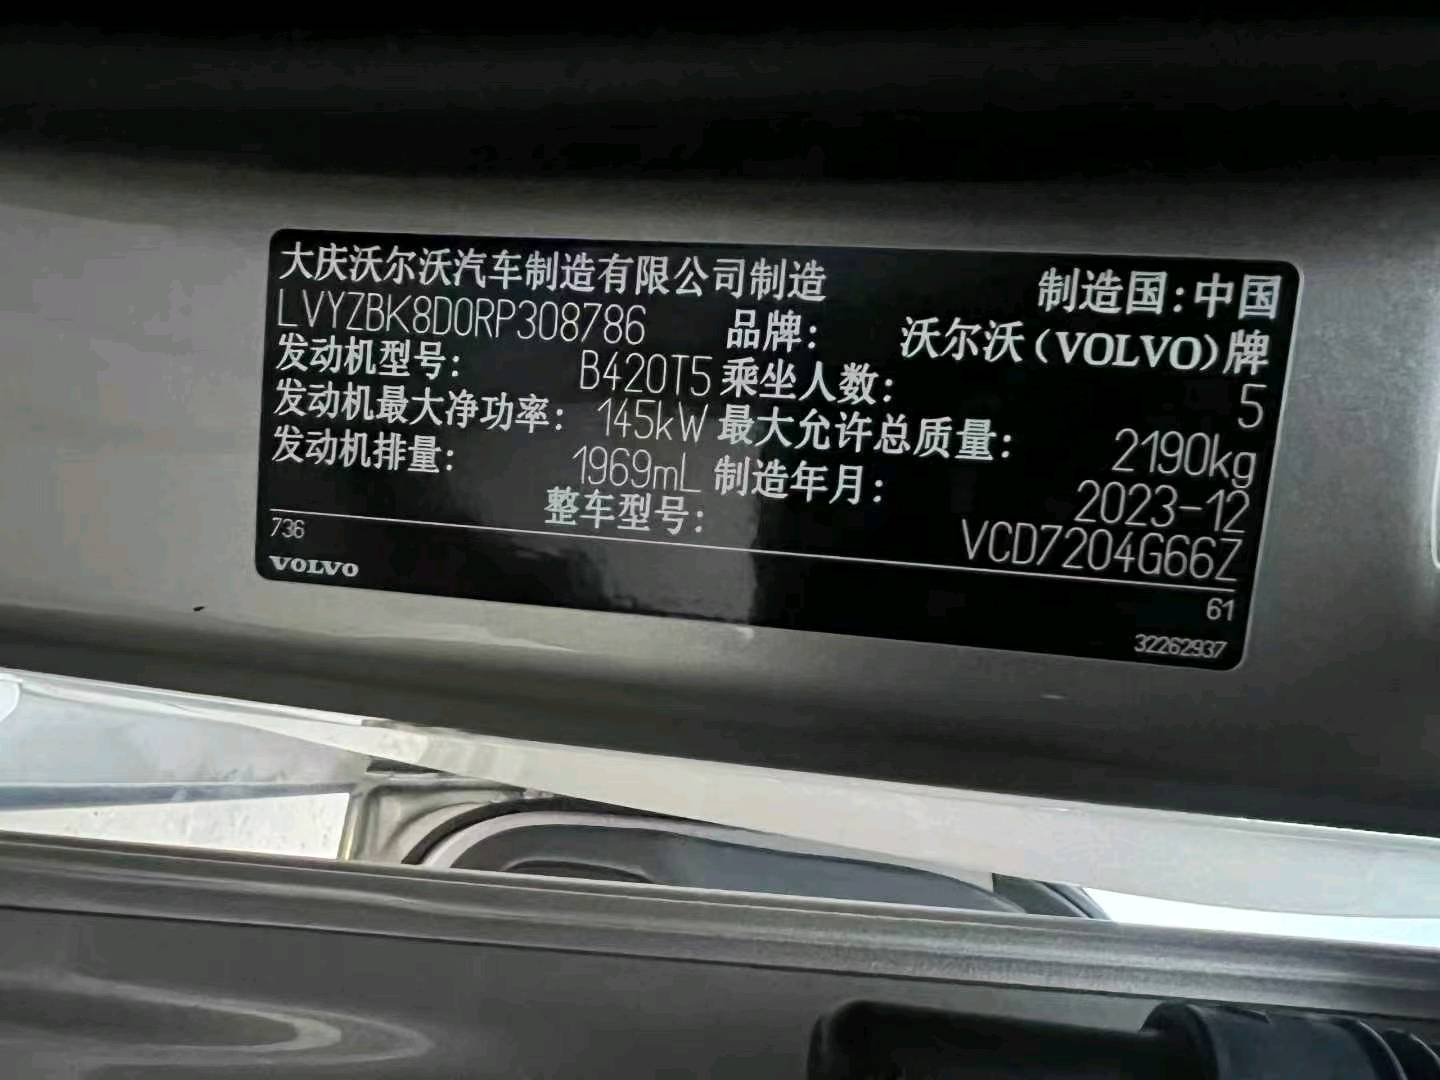 大庆沃尔沃汽车制造有限公司制造 制造国:中国
LVYZBK8D0RP308786 品牌: 沃尔沃(VOLVO)牌
发动机型号: B420T5 乘坐人数: 5
发动机最大净功率: 145kW 最大允许总质量: 2190kg
发动机排量: 1969mL 制造年月: 2023-12
整车型号: VCD7204G66Z
736 61
VOLVO 32262937